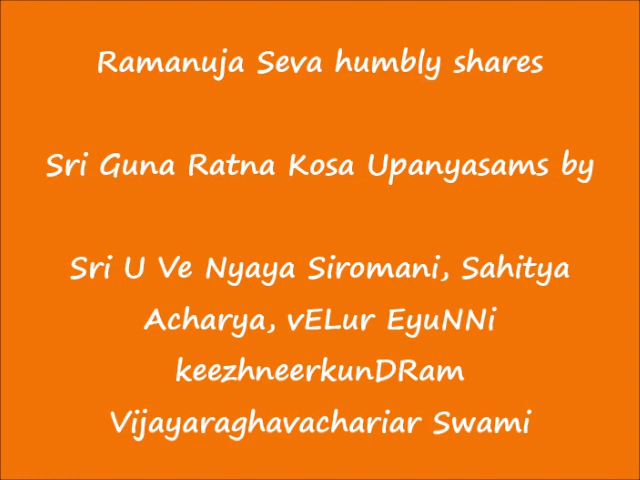 Ramanuja Seva humbly shares
Sri Guna Ratna Kosa Upanyasams by
Sri U Ve Nyaya Siromani, Sahitya
Acharya, vELur EyuNNi
keezhneerkunDRam
Vijayaraghavachariar Swami